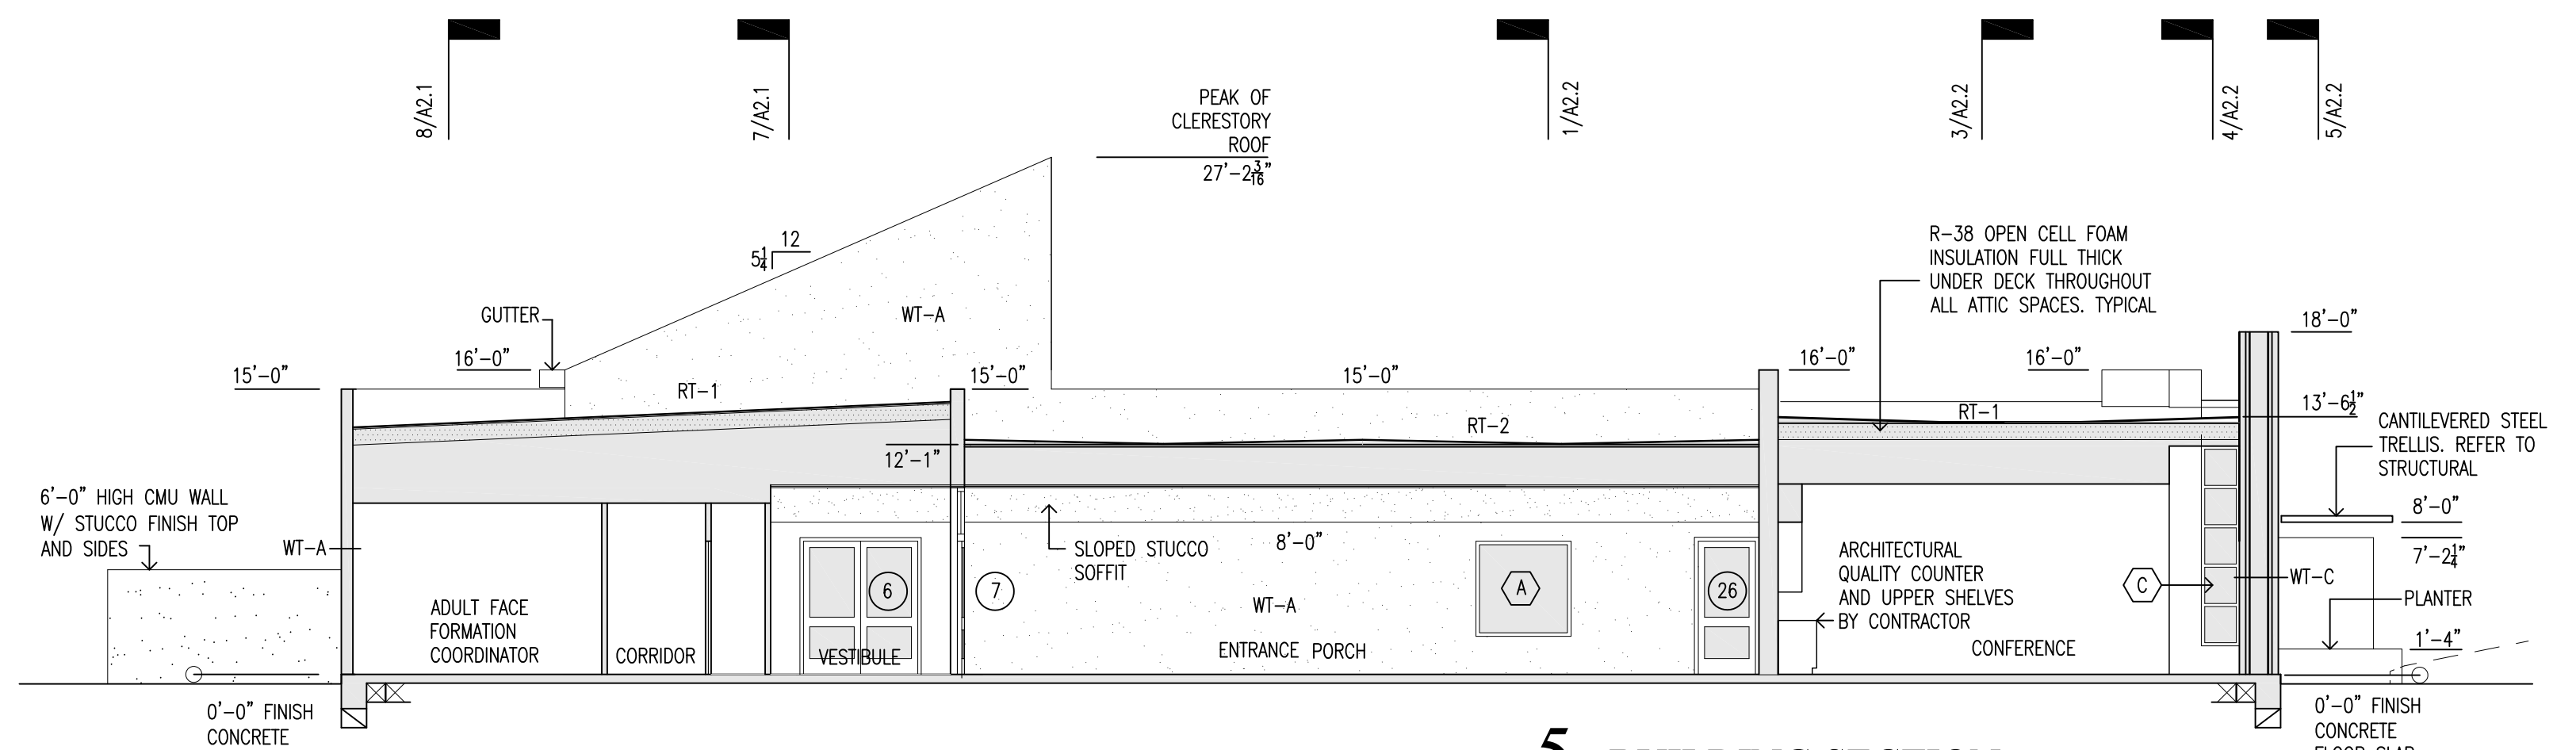 8/A2.1
7/A2.1
1/A2.2
3/A2.2
4/A2.2
5/A2.2
PEAK OF
CLERESTORY
ROOF
27'-2 3/16"
12
5 1/4
GUTTER
WT-A
R-38 OPEN CELL FOAM
INSULATION FULL THICK
UNDER DECK THROUGHOUT
ALL ATTIC SPACES. TYPICAL
18'-0"
15'-0"
16'-0"
RT-1
15'-0"
15'-0"
16'-0"
16'-0"
13'-6 1/2"
RT-2
RT-1
12'-1"
CANTILEVERED STEEL
TRELLIS. REFER TO
STRUCTURAL
6'-0" HIGH CMU WALL
W/ STUCCO FINISH TOP
AND SIDES
WT-A
SLOPED STUCCO
SOFFIT
8'-0"
8'-0"
7'-2 1/4"
ARCHITECTURAL
QUALITY COUNTER
AND UPPER SHELVES
BY CONTRACTOR
6
7
A
26
C
WT-C
PLANTER
WT-A
ADULT FACE
FORMATION
COORDINATOR
CORRIDOR
VESTIBULE
ENTRANCE PORCH
CONFERENCE
1'-4"
0'-0" FINISH
CONCRETE
0'-0" FINISH
CONCRETE
FLOOR SLAB
5
BUILDING SECTION